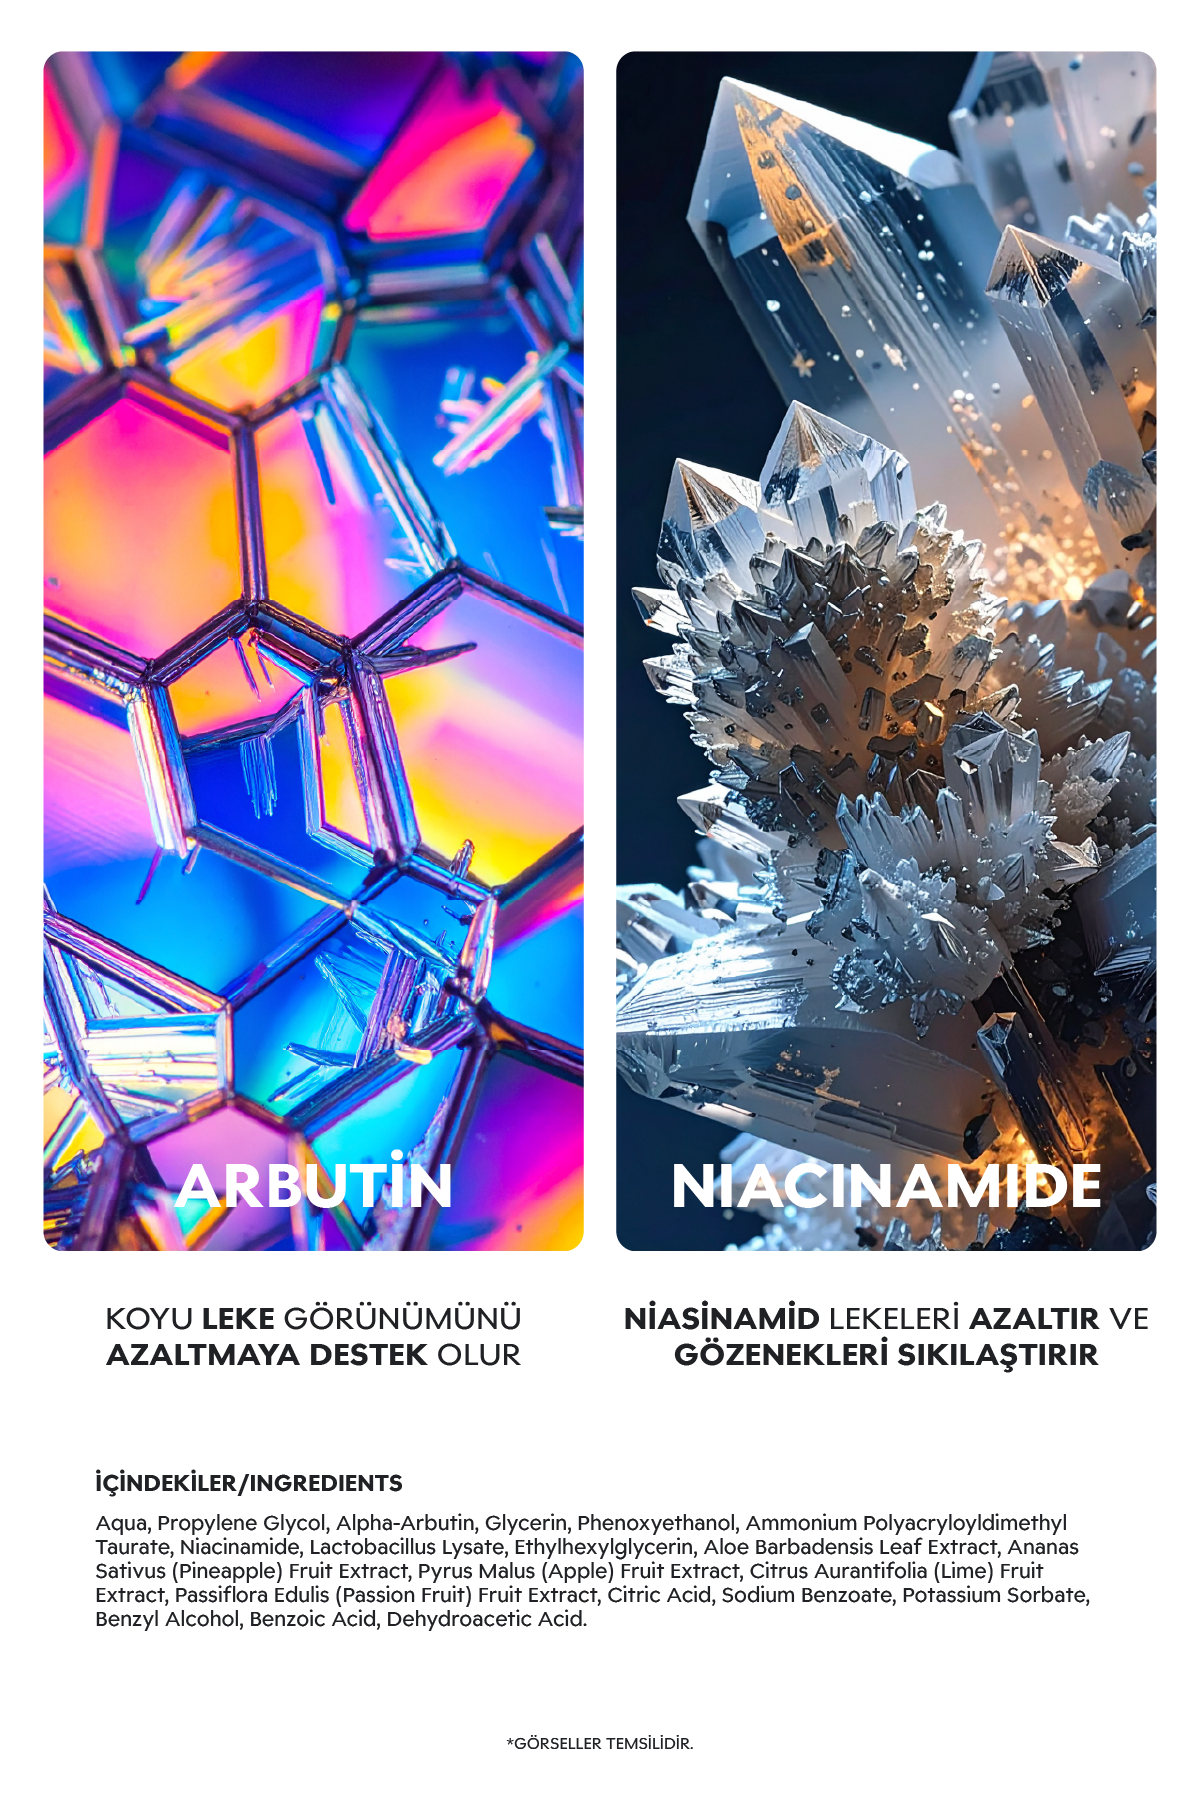 ARBUTİN
NIACINAMIDE
KOYU LEKE GÖRÜNÜMÜNÜ
AZALTMAYA DESTEK OLUR
NİASİNAMİD LEKELERİ AZALTIR VE
GÖZENEKLERİ SIKILAŞTIRIR
İÇİNDEKİLER/INGREDIENTS
Aqua, Propylene Glycol, Alpha-Arbutin, Glycerin, Phenoxyethanol, Ammonium Polyacryloyldimethyl
Taurate, Niacinamide, Lactobacillus Lysate, Ethylhexylglycerin, Aloe Barbadensis Leaf Extract, Ananas
Sativus (Pineapple) Fruit Extract, Pyrus Malus (Apple) Fruit Extract, Citrus Aurantifolia (Lime) Fruit
Extract, Passiflora Edulis (Passion Fruit) Fruit Extract, Citric Acid, Sodium Benzoate, Potassium Sorbate,
Benzyl Alcohol, Benzoic Acid, Dehydroacetic Acid.
*GÖRSELLER TEMSİLİDİR.